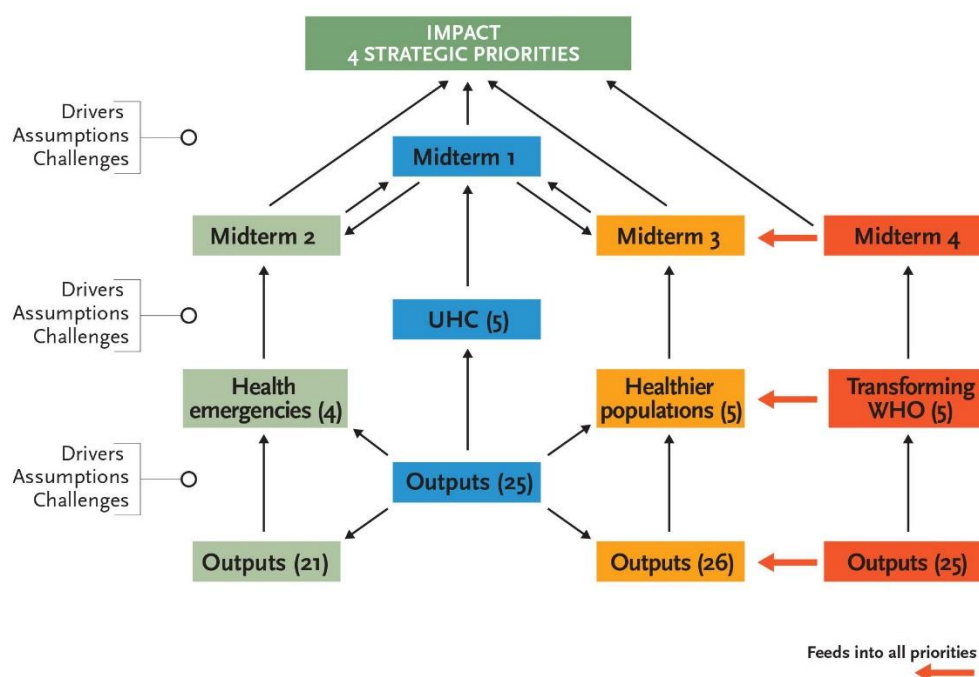 IMPACT
4 STRATEGIC PRIORITIES
Drivers
Assumptions
Challenges
Midterm 1
Midterm 2
Midterm 3
Midterm 4
Drivers
Assumptions
Challenges
UHC (5)
Health
emergencies (4)
Healthier
populations (5)
Transforming
WHO (5)
Drivers
Assumptions
Challenges
Outputs (25)
Outputs (21)
Outputs (26)
Outputs (25)
Feeds into all priorities